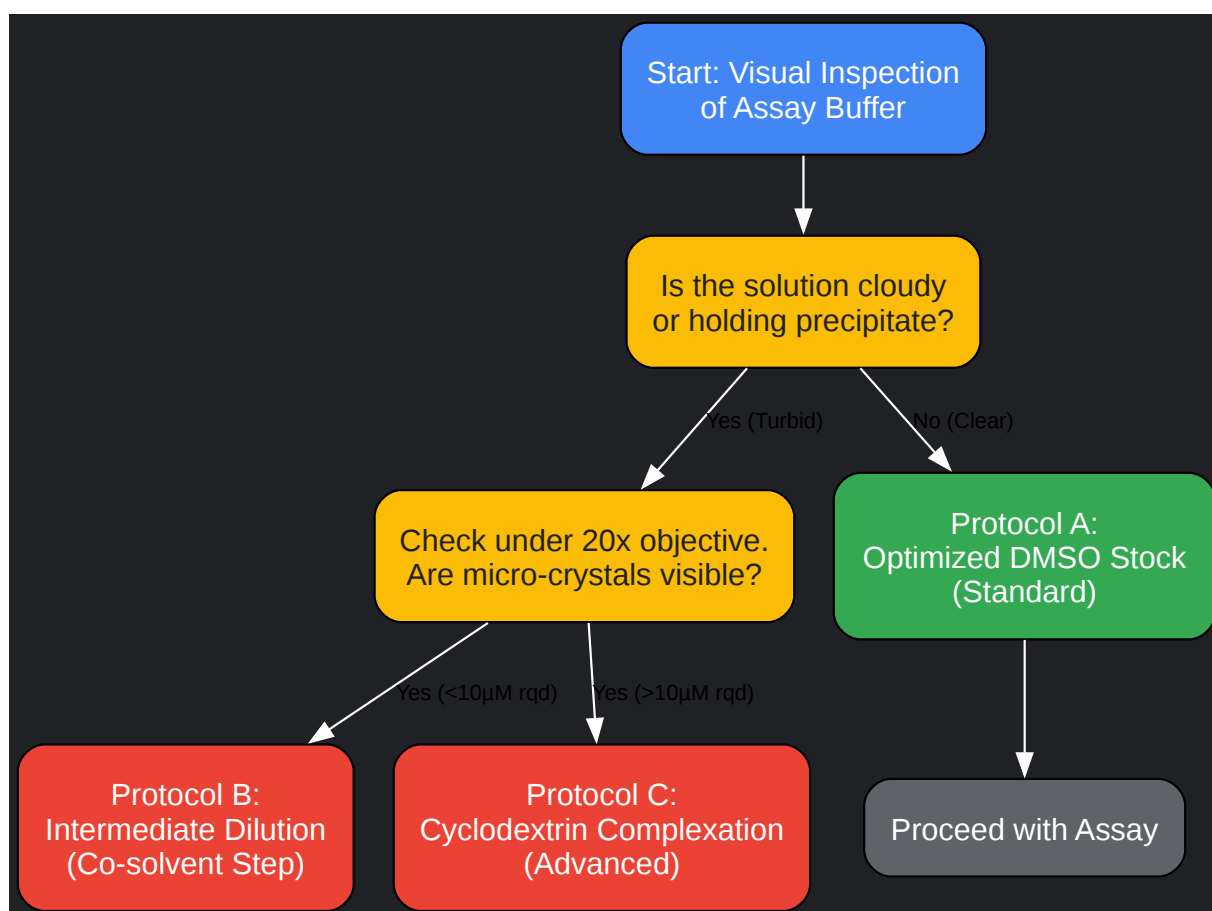 Start: Visual Inspection
of Assay Buffer
Is the solution cloudy
or holding precipitate?
Yes (Turbid)
No (Clear)
Check under 20x objective.
Are micro-crystals visible?
Protocol A:
Optimized DMSO Stock
(Standard)
Yes (<10µM rqd)
Yes (>10µM rqd)
Protocol B:
Intermediate Dilution
(Co-solvent Step)
Protocol C:
Cyclodextrin Complexation
(Advanced)
Proceed with Assay